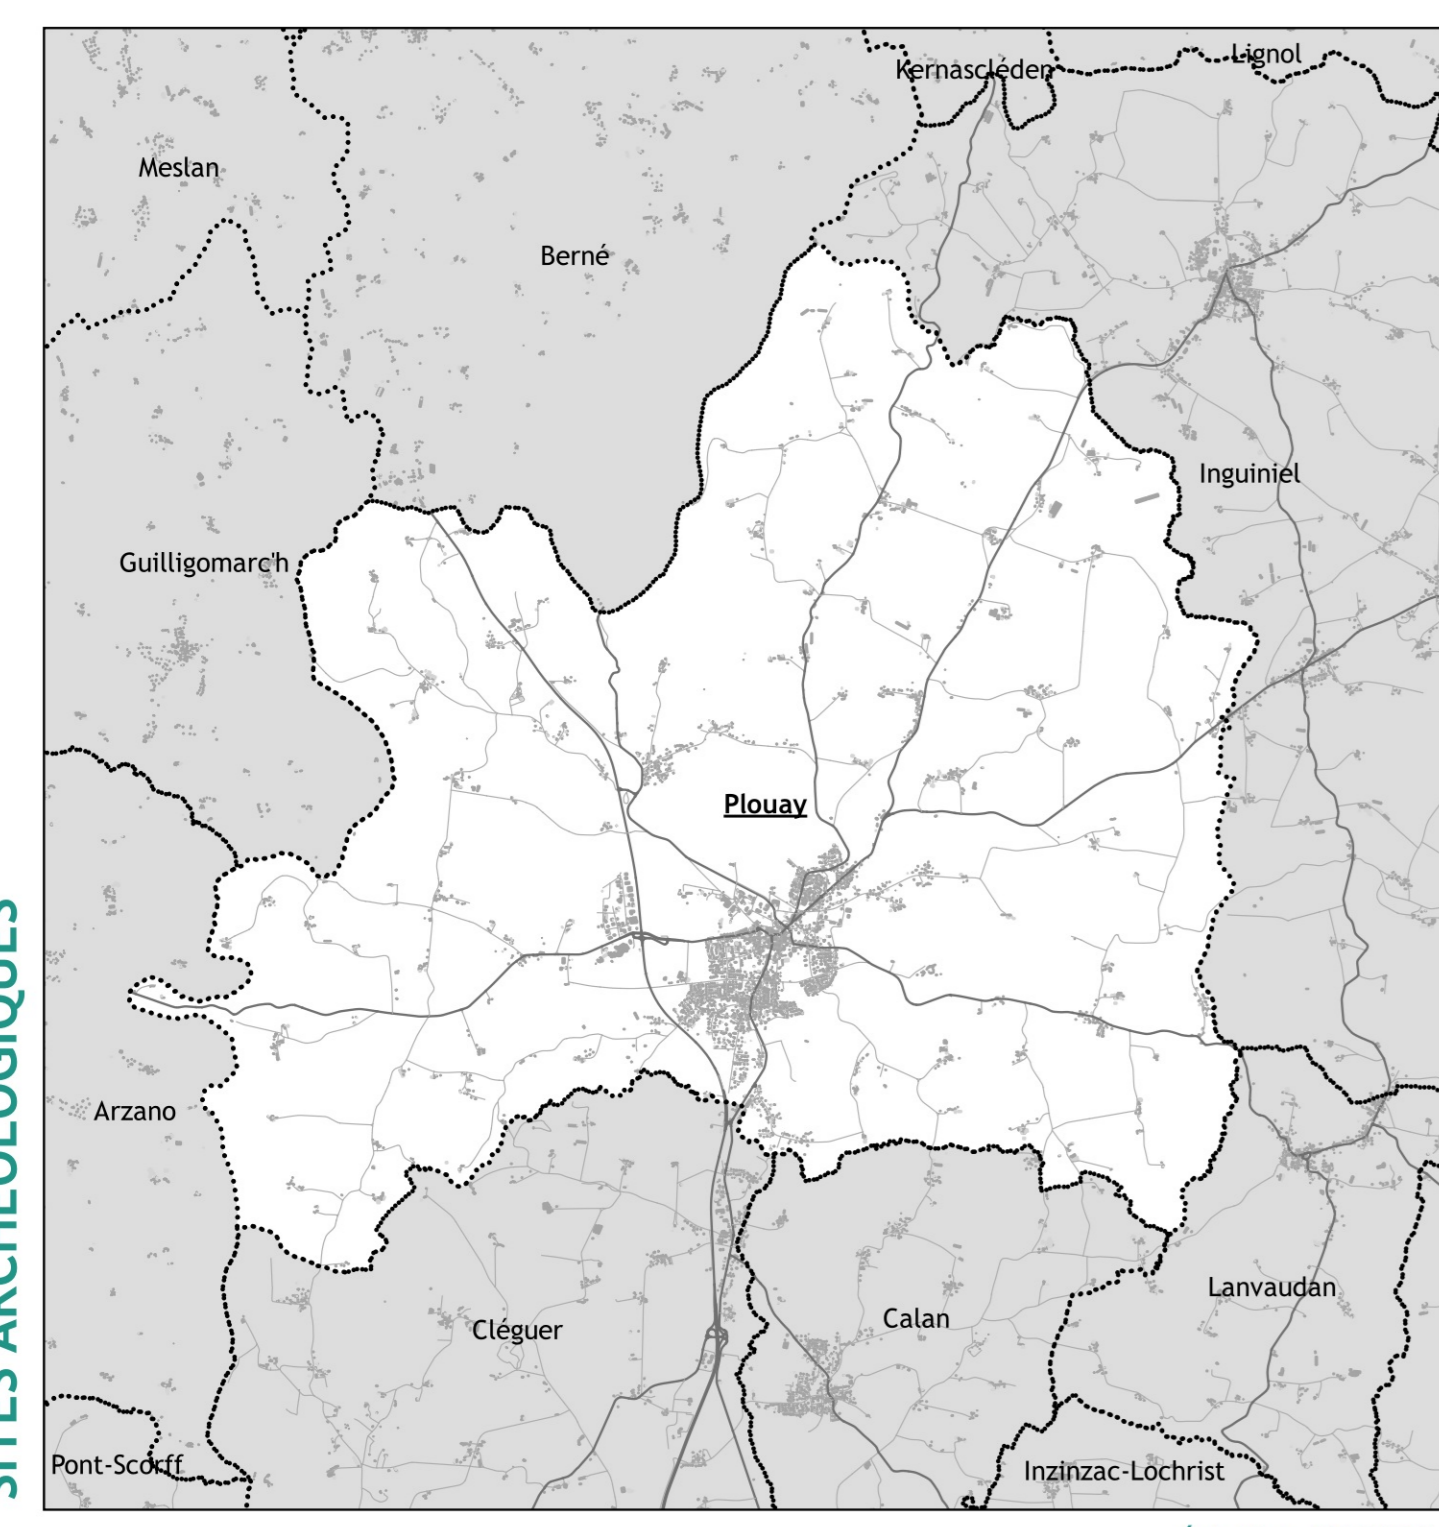 Kernascléden
Lignol
Meslan
Berné
Inguiniel
Guilligomarc'h
Plouay
SITES ARCHÉOLOGIQUES
Arzano
Lanvaudan
Calan
Cléguer
Pont-Scorff
Inzinzac-Lochrist